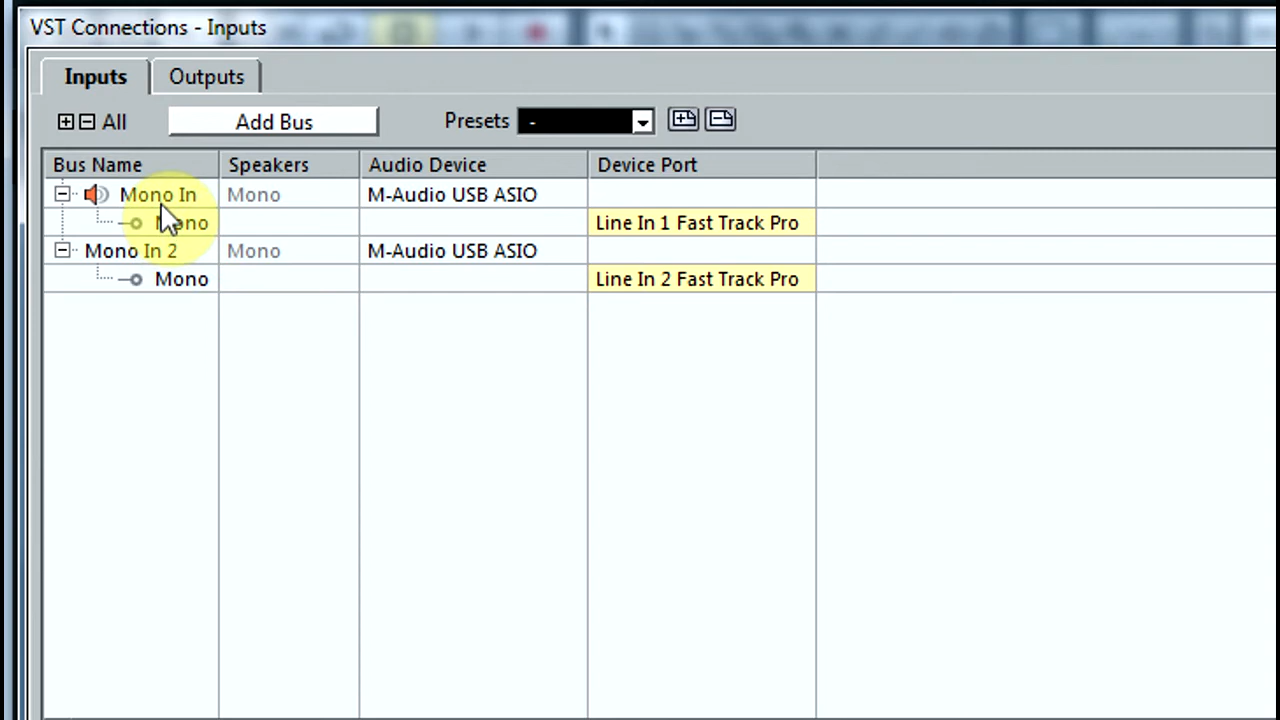 VST Connections - Inputs
Inputs Outputs
All Add Bus Presets -
Bus Name Speakers Audio Device Device Port
Mono In Mono M-Audio USB ASIO
Mono Line In 1 Fast Track Pro
Mono In 2 Mono M-Audio USB ASIO
Mono Line In 2 Fast Track Pro